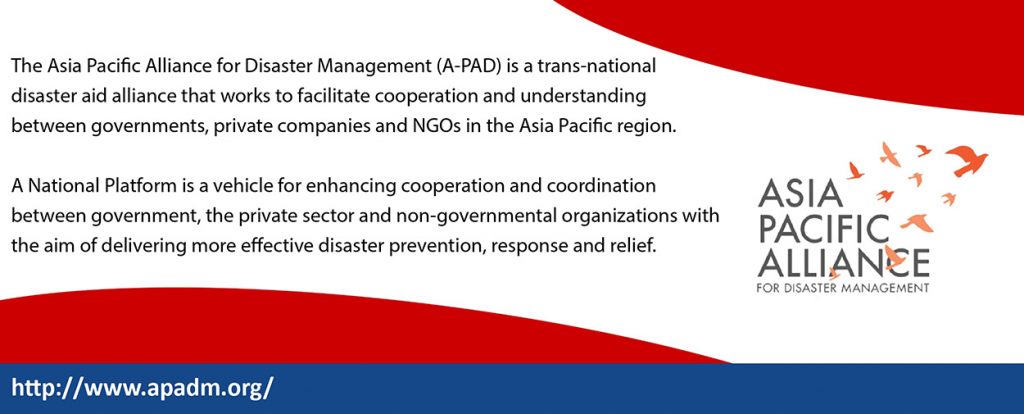 The Asia Pacific Alliance for Disaster Management (A-PAD) is a trans-national
disaster aid alliance that works to facilitate cooperation and understanding
between governments, private companies and NGOs in the Asia Pacific region.
A National Platform is a vehicle for enhancing cooperation and coordination
between government, the private sector and non-governmental organizations with
the aim of delivering more effective disaster prevention, response and relief.
ASIA
PACIFIC
ALLIANCE
FOR DISASTER MANAGEMENT
http://www.apadm.org/